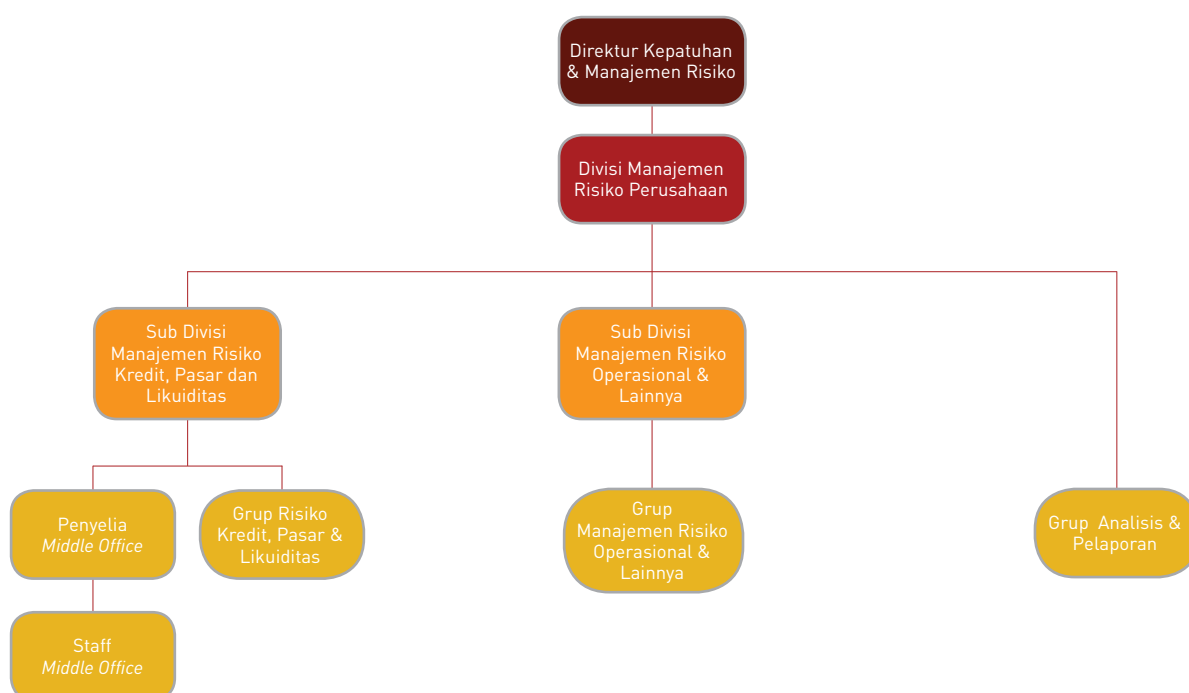 Direktur Kepatuhan
& Manajemen Risiko
Divisi Manajemen
Risiko Perusahaan
Sub Divisi
Manajemen Risiko
Kredit, Pasar dan
Likuiditas
Sub Divisi
Manajemen Risiko
Operasional &
Lainnya
Penyelia
Middle Office
Grup Risiko
Kredit, Pasar &
Likuiditas
Grup
Manajemen Risiko
Operasional &
Lainnya
Grup Analisis &
Pelaporan
Staff
Middle Office